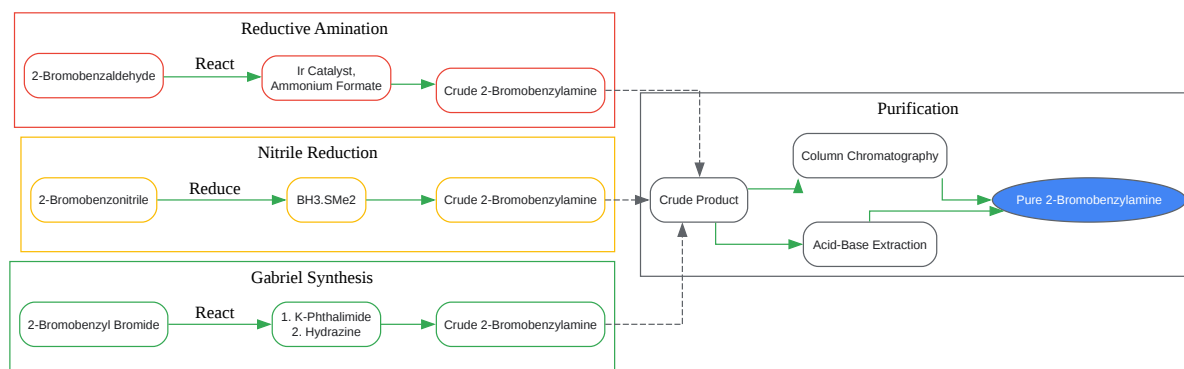 Reductive Amination
2-Bromobenzaldehyde
React
Ir Catalyst,
Ammonium Formate
Crude 2-Bromobenzylamine
Nitrile Reduction
2-Bromobenzonitrile
Reduce
BH3.SMe2
Crude 2-Bromobenzylamine
Gabriel Synthesis
2-Bromobenzyl Bromide
React
1. K-Phthalimide
2. Hydrazine
Crude 2-Bromobenzylamine
Purification
Crude Product
Column Chromatography
Acid-Base Extraction
Pure 2-Bromobenzylamine